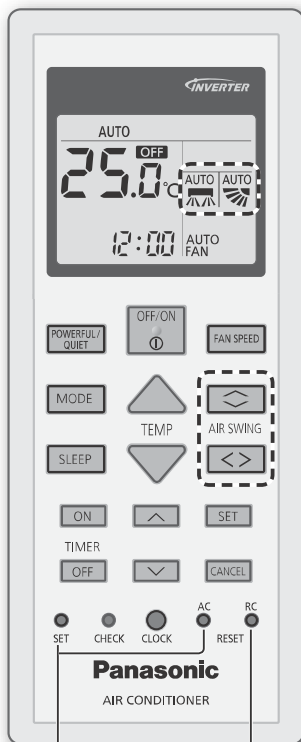 INVERTER
AUTO
OFF
25.0°C
AUTO AUTO
12:00 AUTO FAN
POWERFUL/
QUIET
OFF/ON
FAN SPEED
MODE
TEMP
AIR SWING
SLEEP
ON
SET
TIMER
OFF
CANCEL
SET CHECK CLOCK AC RESET RC
Panasonic
AIR CONDITIONER